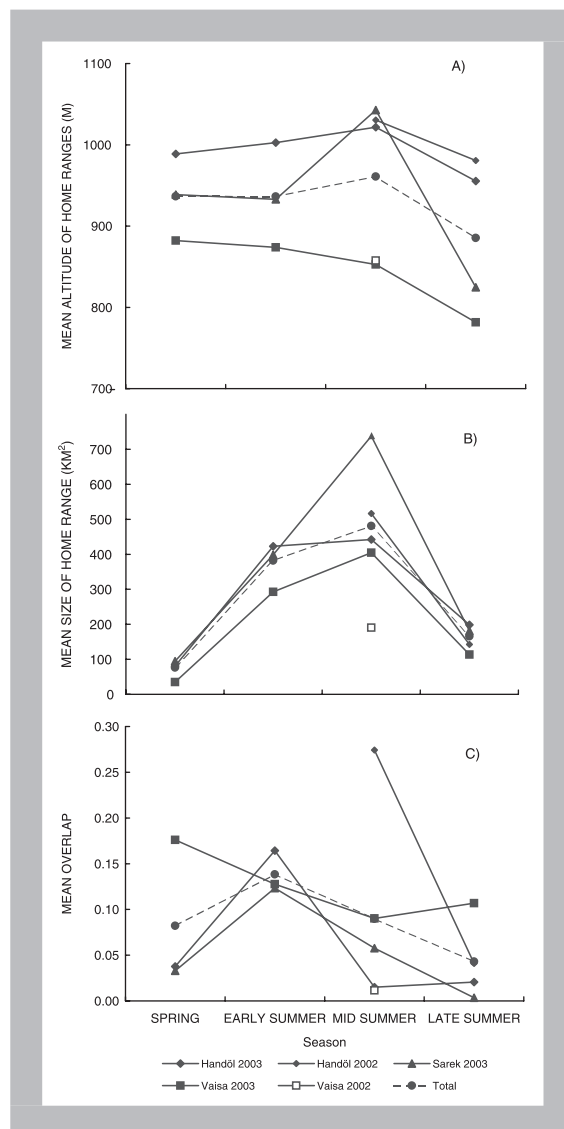 A)
MEAN ALTITUDE OF HOME RANGES (M)
1100
1000
900
800
700
B)
MEAN SIZE OF HOME RANGE (KM²)
700
600
500
400
300
200
100
0
C)
MEAN OVERLAP
0.30
0.25
0.20
0.15
0.10
0.05
0.00
SPRING EARLY SUMMER MID SUMMER LATE SUMMER
Season
Handöl 2003 Handöl 2002 Sarek 2003
Vaisa 2003 Vaisa 2002 Total